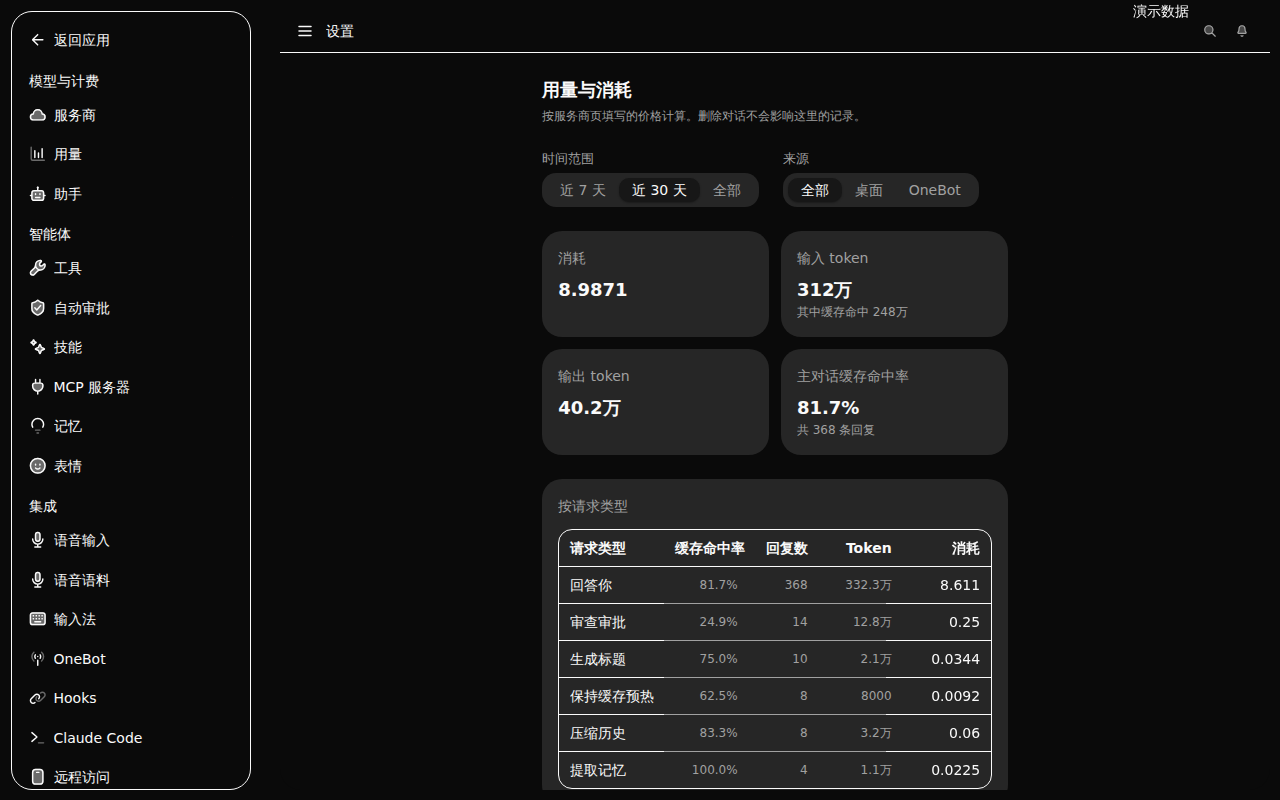 演示数据
返回应用
模型与计费
服务商
用量
助手
智能体
工具
自动审批
技能
MCP 服务器
记忆
表情
集成
语音输入
语音语料
输入法
OneBot
Hooks
Claude Code
远程访问
设置
用量与消耗
按服务商页填写的价格计算。删除对话不会影响这里的记录。
时间范围
近 7 天 近 30 天 全部
来源
全部 桌面 OneBot
消耗
8.9871
输入 token
312万
其中缓存命中 248万
输出 token
40.2万
主对话缓存命中率
81.7%
共 368 条回复
按请求类型
请求类型 缓存命中率 回复数 Token 消耗
回答你 81.7% 368 332.3万 8.611
审查审批 24.9% 14 12.8万 0.25
生成标题 75.0% 10 2.1万 0.0344
保持缓存预热 62.5% 8 8000 0.0092
压缩历史 83.3% 8 3.2万 0.06
提取记忆 100.0% 4 1.1万 0.0225